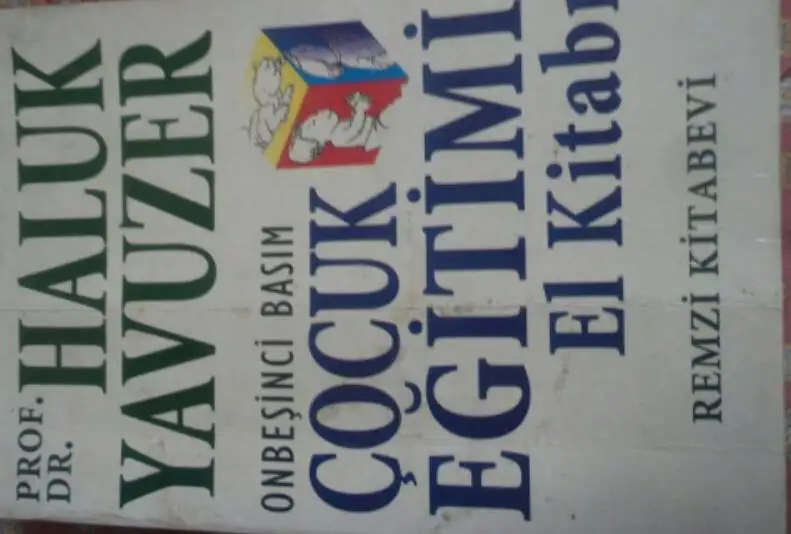 PROF.
DR.
HALUK
YAVUZER
ONBEŞİNCİ BASIM
ÇOCUK
EĞİTİMİ
El Kitabı
REMZİ KİTABEVİ